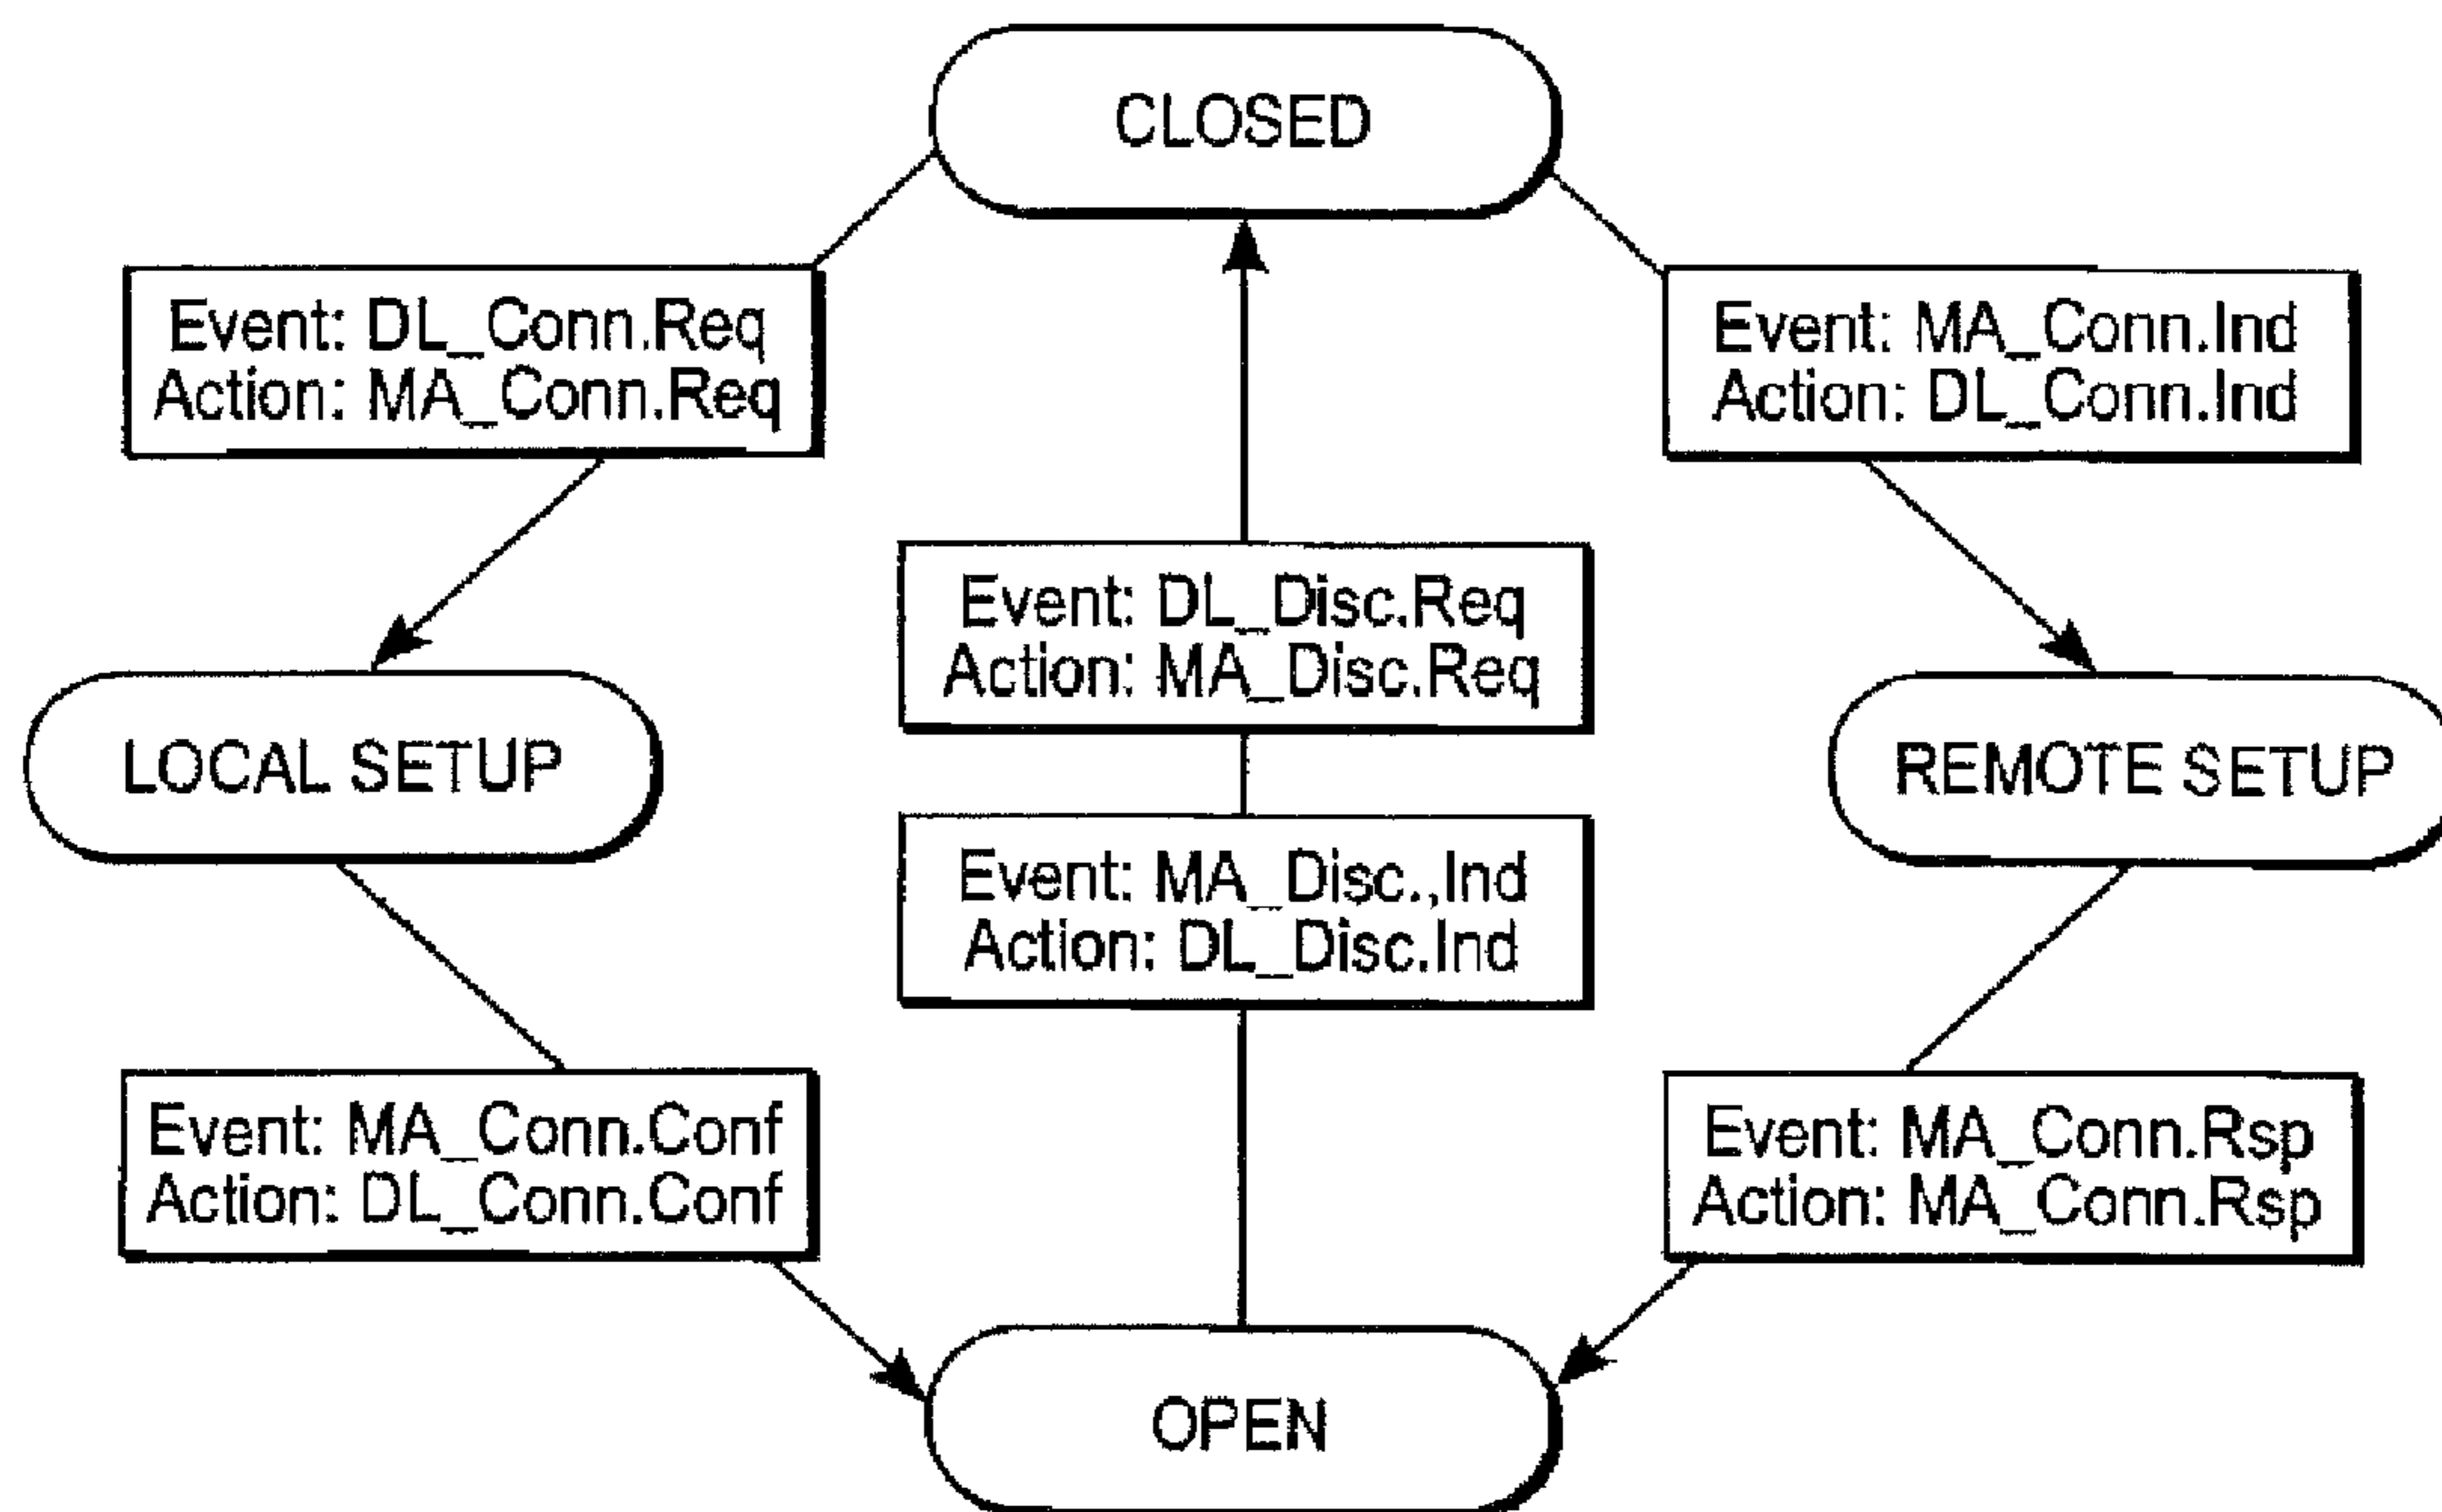 CLOSED
Event: DL_Conn.Req
Action: MA_Conn.Req
Event: MA_Conn.Ind
Action: DL_Conn.Ind
Event: DL_Disc.Req
Action: MA_Disc.Req
LOCAL SETUP
REMOTE SETUP
Event: MA_Disc.,Ind
Action: DL_Disc.Ind
Event: MA_Conn.Conf
Action: DL_Conn.Conf
Event: MA_Conn.Rsp
Action: MA_Conn.Rsp
OPEN